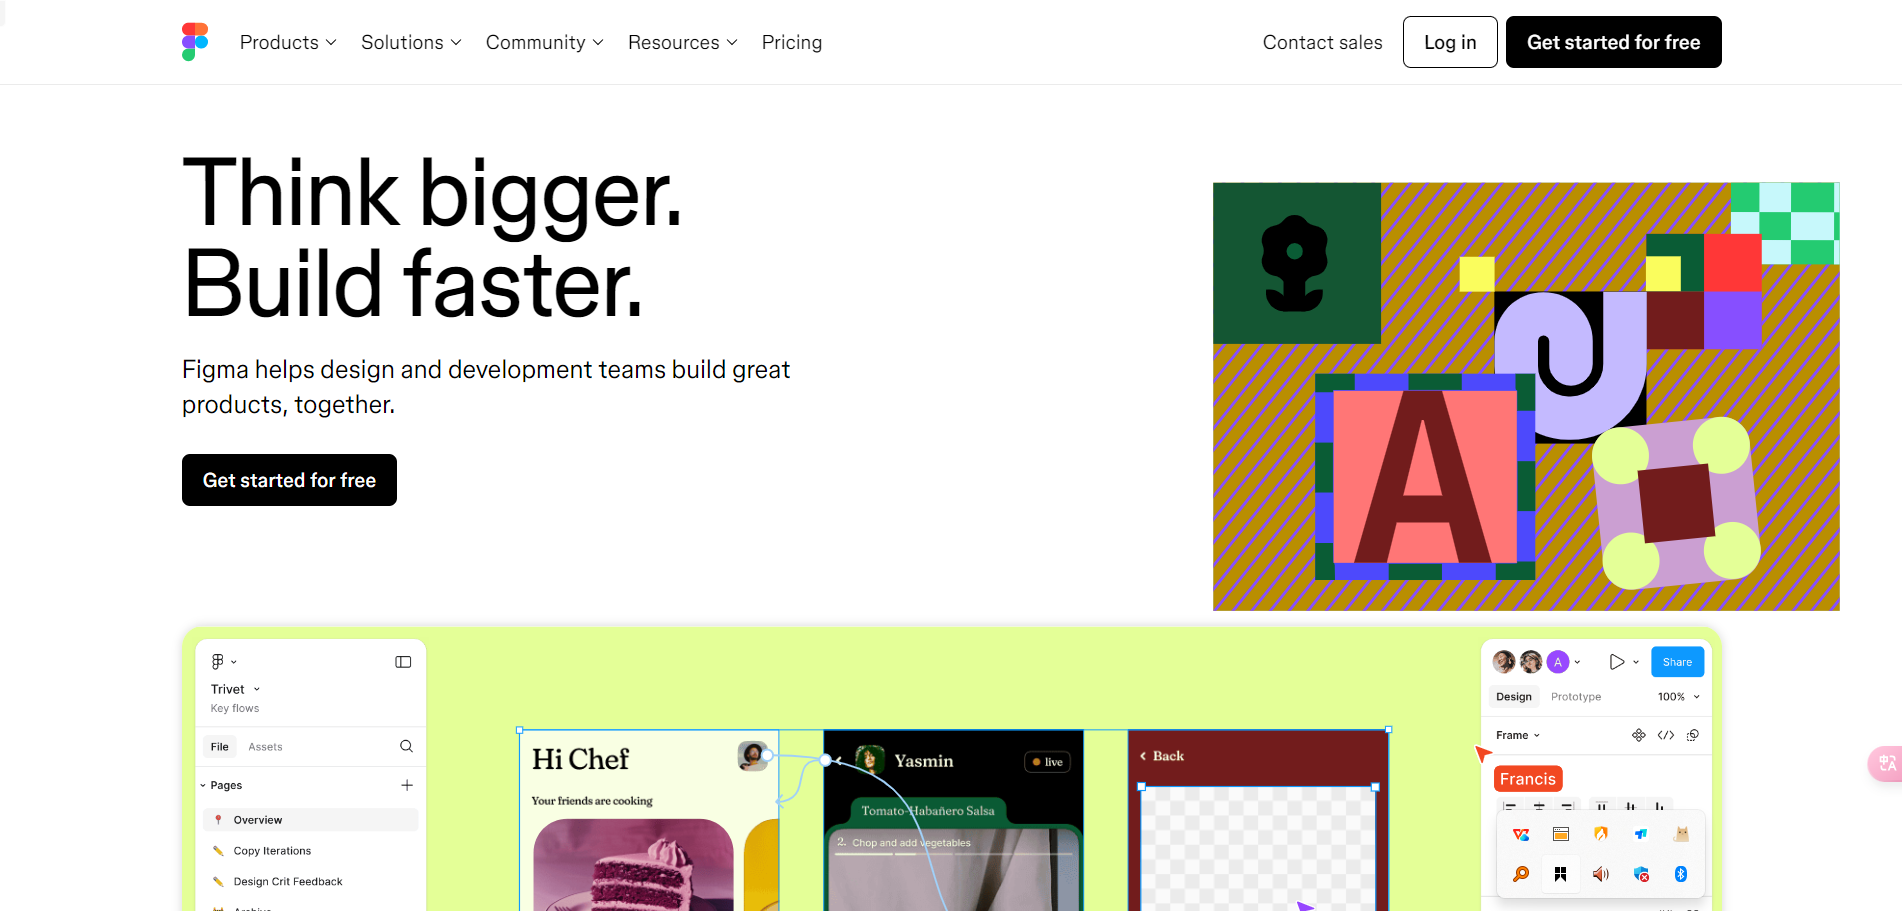 Products
Solutions
Community
Resources
Pricing
Contact sales
Log in
Get started for free
Think bigger.
Build faster.
Figma helps design and development teams build great
products, together.
Get started for free
A
Trivet
Key flows
File
Assets
Pages
Overview
Copy Iterations
Design Crit Feedback
Hi Chef
Your friends are cooking
Yasmin
live
Tomato-Habañero Salsa
2. Chop and add vegetables
Back
A
Share
Design
Prototype
100%
Frame
Francis
中A